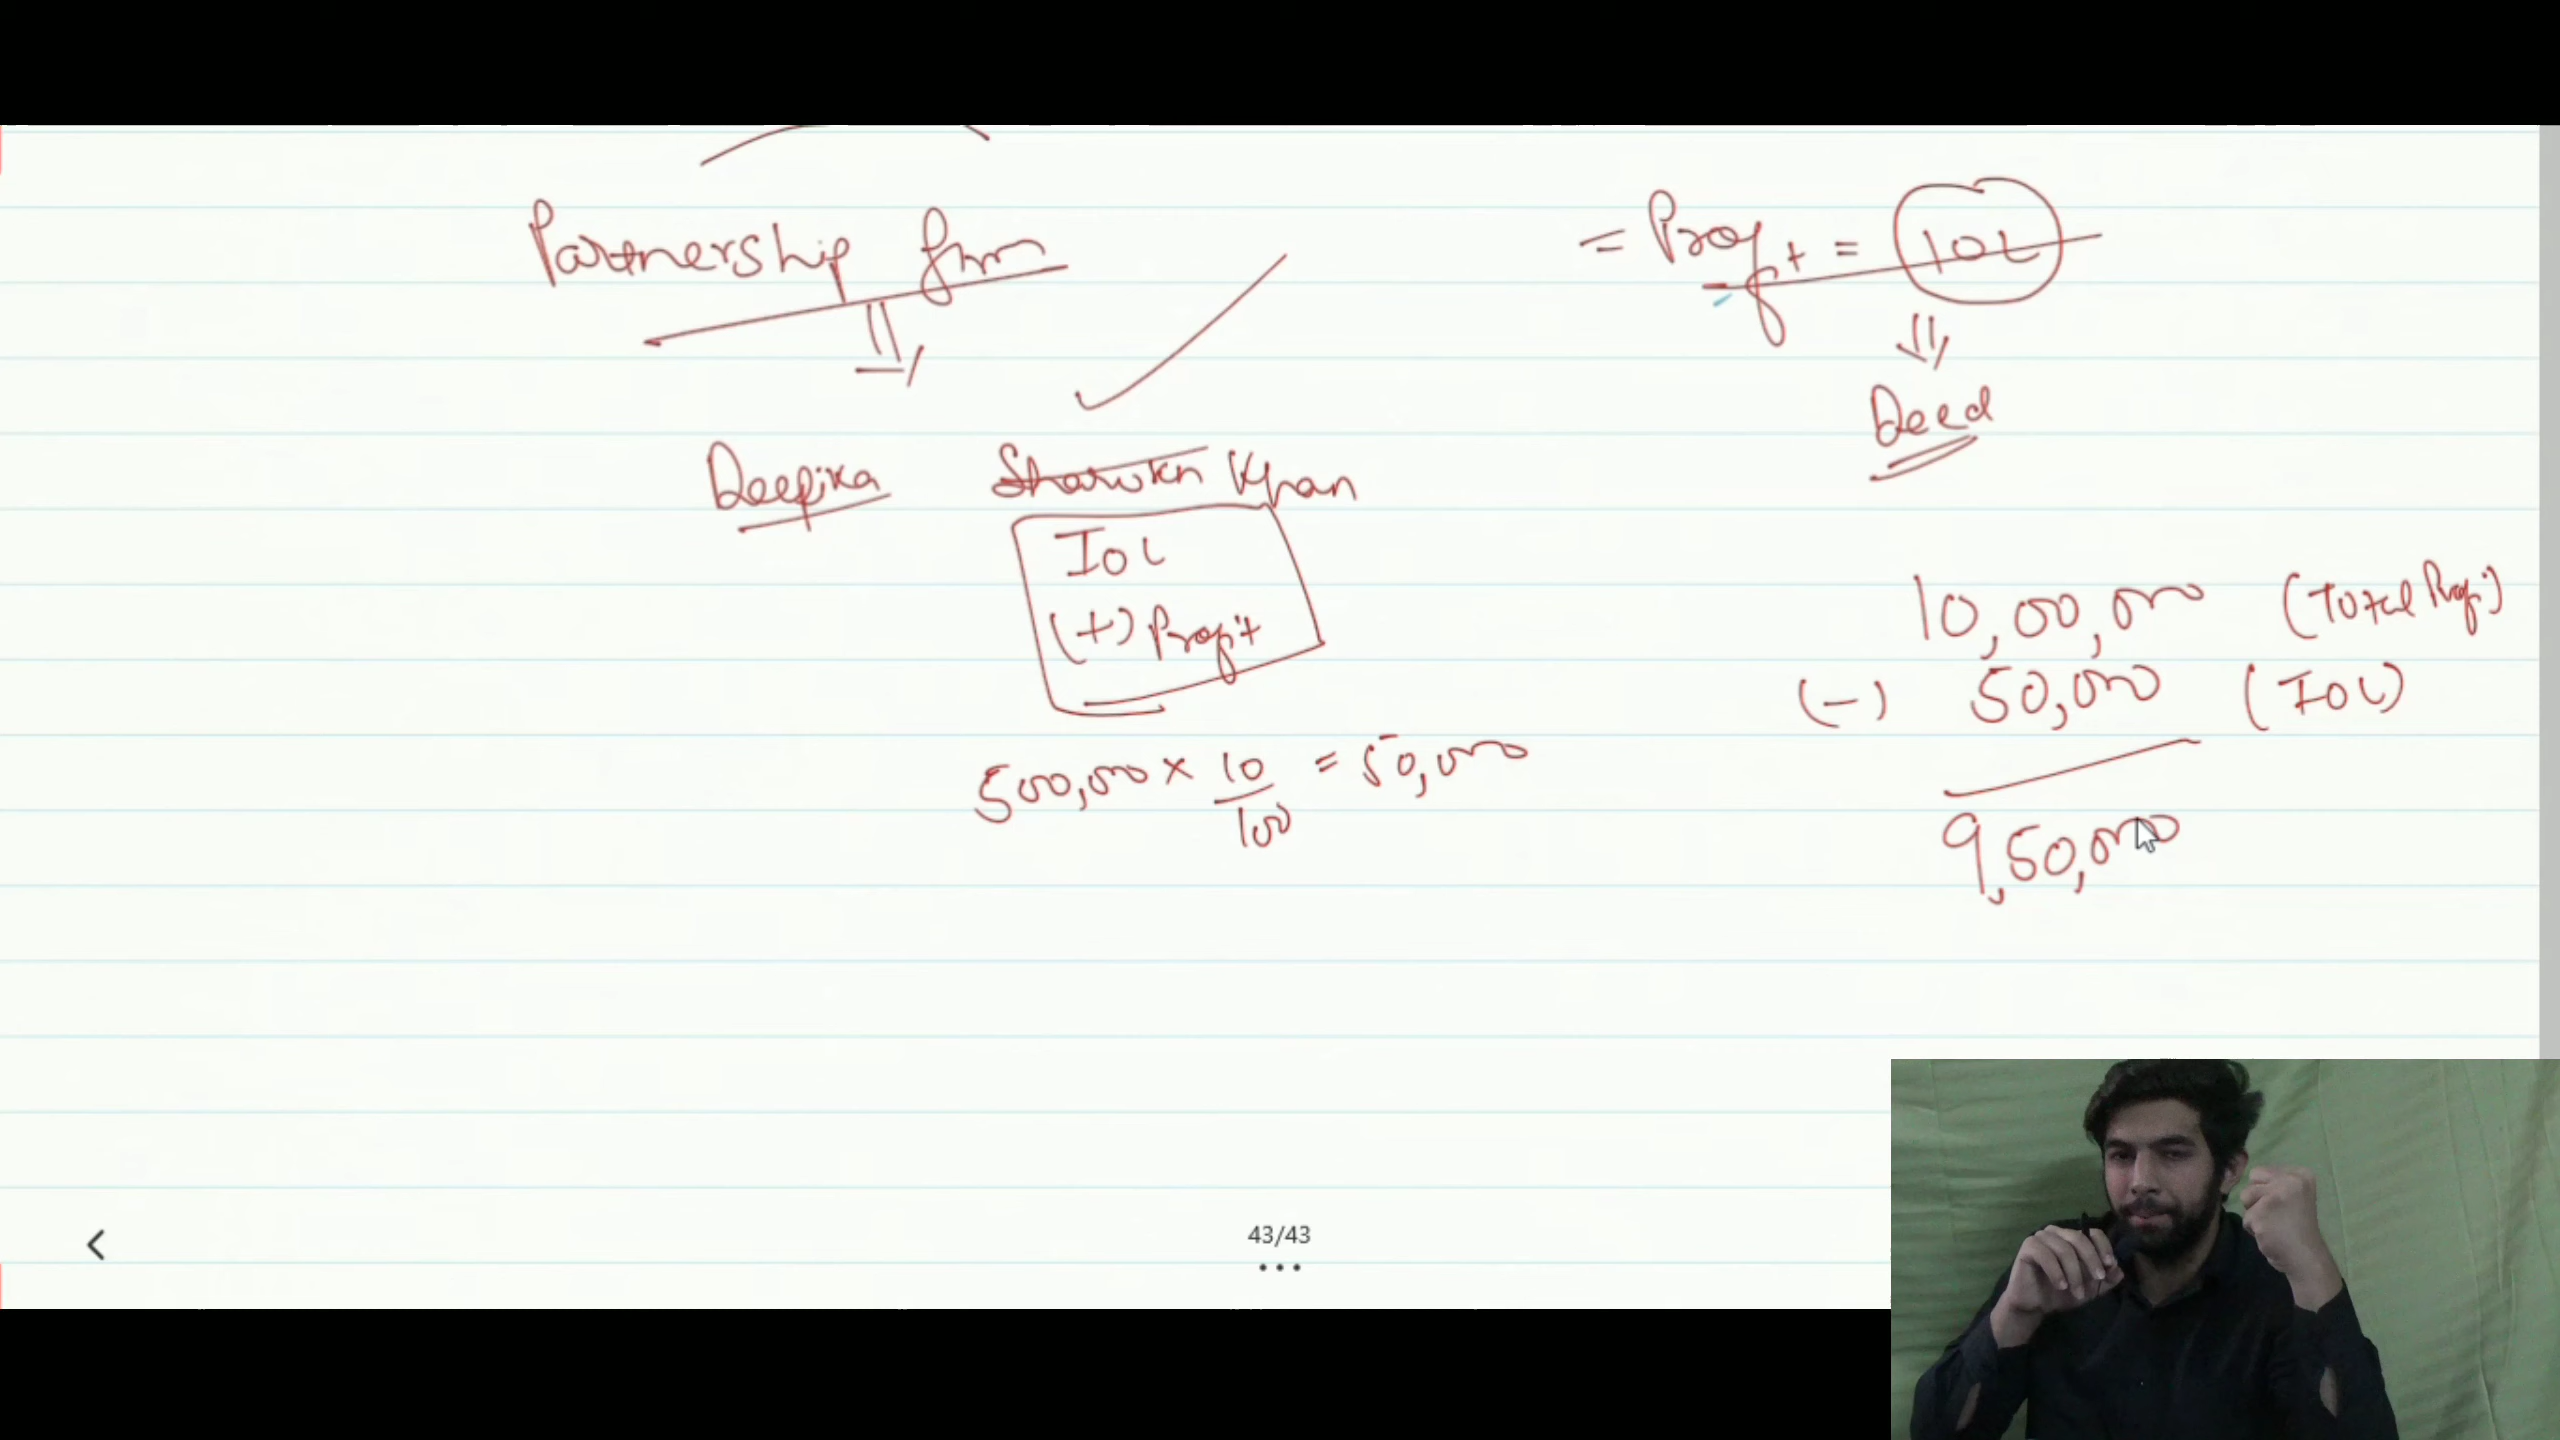 Partnership firm
= Profit = IOL
Deed
Deepika Sharukh Khan
IOL
(+) Profit
500,000 × 10/100 = 50,000
10,00,000 (Total Profit)
(-) 50,000 (IOL)
9,50,000
43/43